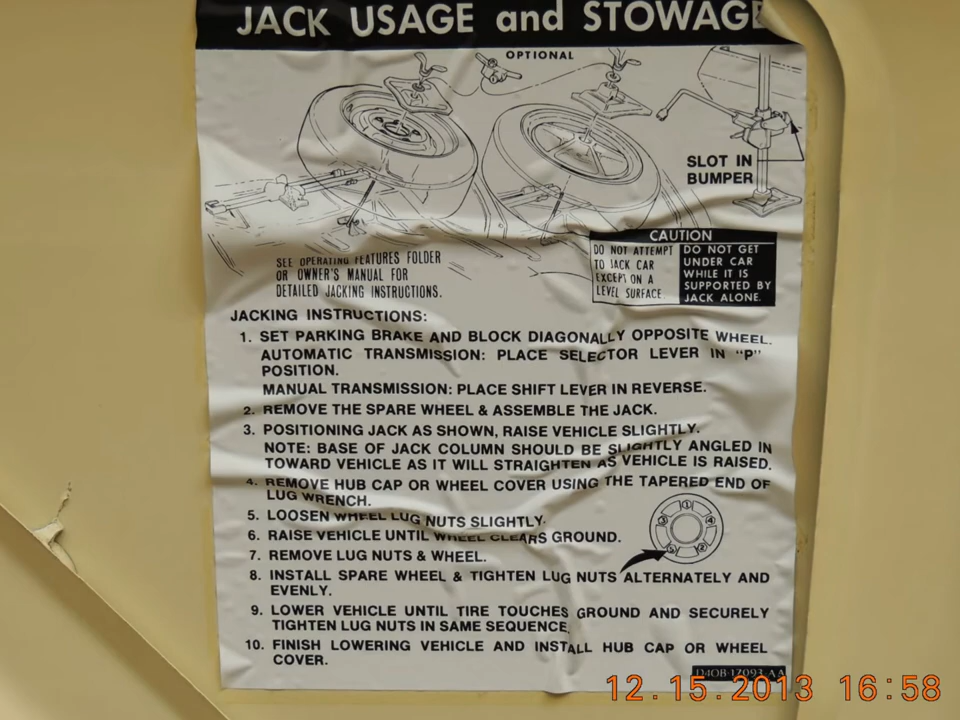 JACK USAGE and STOWAGE
OPTIONAL
SLOT IN
BUMPER
CAUTION
DO NOT ATTEMPT
TO JACK CAR
EXCEPT ON A
LEVEL SURFACE.
DO NOT GET
UNDER CAR
WHILE IT IS
SUPPORTED BY
JACK ALONE.
SEE OPERATING FEATURES FOLDER
OR OWNER'S MANUAL FOR
DETAILED JACKING INSTRUCTIONS.
JACKING INSTRUCTIONS:
1. SET PARKING BRAKE AND BLOCK DIAGONALLY OPPOSITE WHEEL.
AUTOMATIC TRANSMISSION: PLACE SELECTOR LEVER IN "P"
POSITION.
MANUAL TRANSMISSION: PLACE SHIFT LEVER IN REVERSE.
2. REMOVE THE SPARE WHEEL & ASSEMBLE THE JACK.
3. POSITIONING JACK AS SHOWN, RAISE VEHICLE SLIGHTLY.
NOTE: BASE OF JACK COLUMN SHOULD BE SLIGHTLY ANGLED IN
TOWARD VEHICLE AS IT WILL STRAIGHTEN AS VEHICLE IS RAISED.
4. REMOVE HUB CAP OR WHEEL COVER USING THE TAPERED END OF
LUG WRENCH.
5. LOOSEN WHEEL LUG NUTS SLIGHTLY.
6. RAISE VEHICLE UNTIL WHEEL CLEARS GROUND.
7. REMOVE LUG NUTS & WHEEL.
1
3 4
5 2
8. INSTALL SPARE WHEEL & TIGHTEN LUG NUTS ALTERNATELY AND
EVENLY.
9. LOWER VEHICLE UNTIL TIRE TOUCHES GROUND AND SECURELY
TIGHTEN LUG NUTS IN SAME SEQUENCE.
10. FINISH LOWERING VEHICLE AND INSTALL HUB CAP OR WHEEL
COVER.
D4OB-17093-AA
12.15.2013 16:58